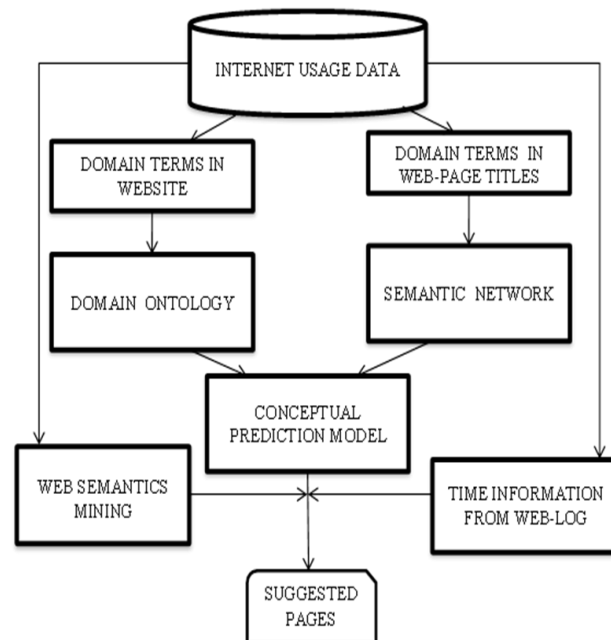 INTERNET USAGE DATA
DOMAIN TERMS IN
WEBSITE
DOMAIN TERMS IN
WEB-PAGE TITLES
DOMAIN ONTOLOGY
SEMANTIC NETWORK
CONCEPTUAL
PREDICTION MODEL
WEB SEMANTICS
MINING
TIME INFORMATION
FROM WEB-LOG
SUGGESTED
PAGES